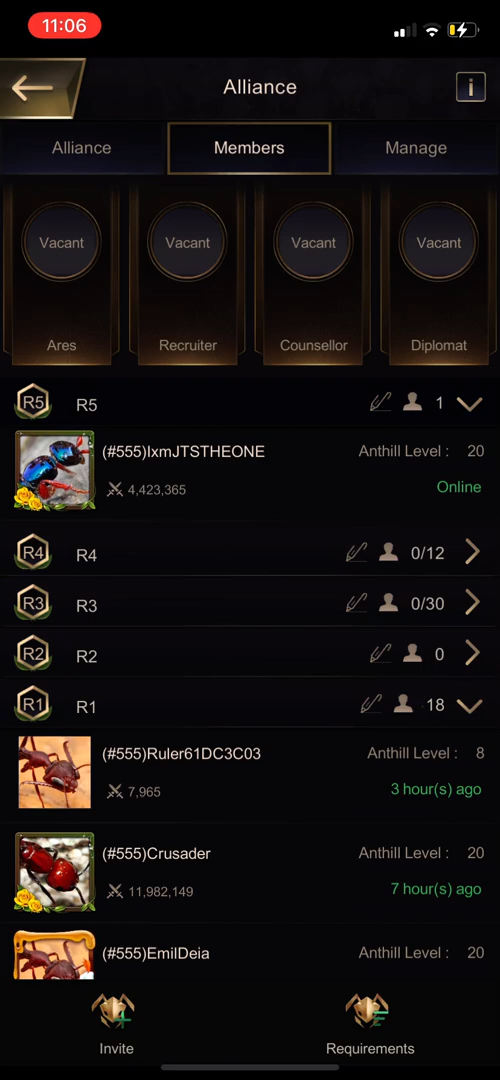 11:06
Alliance
i
Alliance Members Manage
Vacant Vacant Vacant Vacant
Ares Recruiter Counsellor Diplomat
R5 R5 1
(#555)IxmJTSTHEONE Anthill Level : 20
4,423,365 Online
R4 R4 0/12
R3 R3 0/30
R2 R2 0
R1 R1 18
(#555)Ruler61DC3C03 Anthill Level : 8
7,965 3 hour(s) ago
(#555)Crusader Anthill Level : 20
11,982,149 7 hour(s) ago
(#555)EmilDeia Anthill Level : 20
Invite Requirements